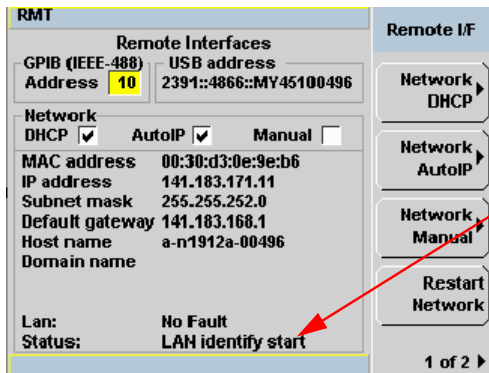 RMT
Remote Interfaces
GPIB (IEEE-488) USB address
Address 10 2391::4866::MY45100496
Network
DHCP AutoIP Manual
MAC address 00:30:d3:0e:9e:b6
IP address 141.183.171.11
Subnet mask 255.255.252.0
Default gateway 141.183.168.1
Host name a-n1912a-00496
Domain name
Lan: No Fault
Status: LAN identify start
Remote I/F
Network
DHCP
Network
AutoIP
Network
Manual
Restart
Network
1 of 2